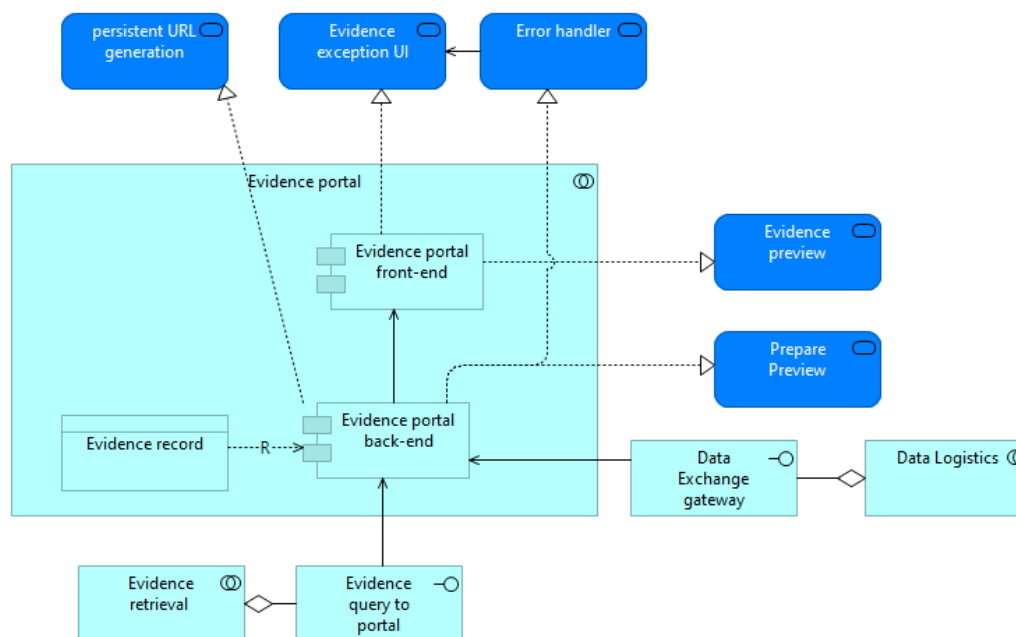 persistent URL
generation
Evidence
exception UI
Error handler
Evidence portal
Evidence portal
front-end
Evidence
preview
Prepare
Preview
Evidence portal
back-end
Evidence record
R
Data
Exchange
gateway
Data Logistics
Evidence
retrieval
Evidence
query to
portal